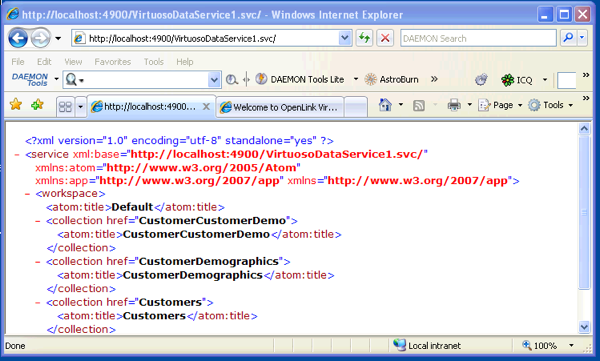 http://localhost:4900/VirtuosoDataService1.svc/ - Windows Internet Explorer
http://localhost:4900/VirtuosoDataService1.svc/ DAEMON Search
File Edit View Favorites Tools Help
DAEMON Tools DAEMON Tools Lite AstroBurn » ICQ »
http://localhost:4900... Welcome to OpenLink Vir... » Page Tools »
<?xml version="1.0" encoding="utf-8" standalone="yes" ?>
- <service xml:base="http://localhost:4900/VirtuosoDataService1.svc/"
xmlns:atom="http://www.w3.org/2005/Atom"
xmlns:app="http://www.w3.org/2007/app" xmlns="http://www.w3.org/2007/app">
- <workspace>
<atom:title>Default</atom:title>
- <collection href="CustomerCustomerDemo">
<atom:title>CustomerCustomerDemo</atom:title>
</collection>
- <collection href="CustomerDemographics">
<atom:title>CustomerDemographics</atom:title>
</collection>
- <collection href="Customers">
<atom:title>Customers</atom:title>
</collection>
Done Local intranet 100%